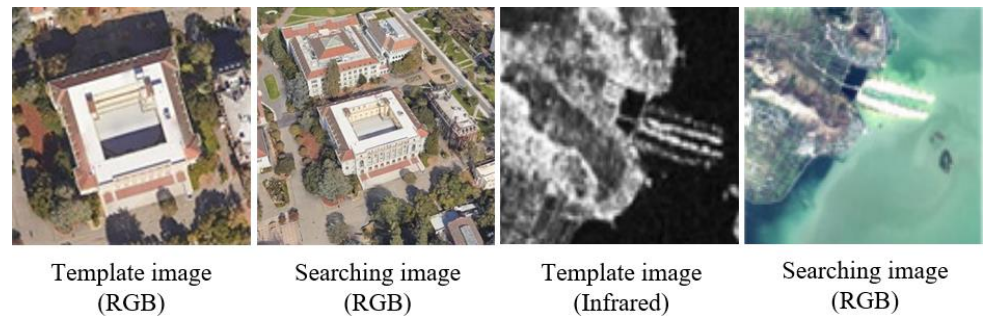 Template image
(RGB)
Searching image
(RGB)
Template image
(Infrared)
Searching image
(RGB)